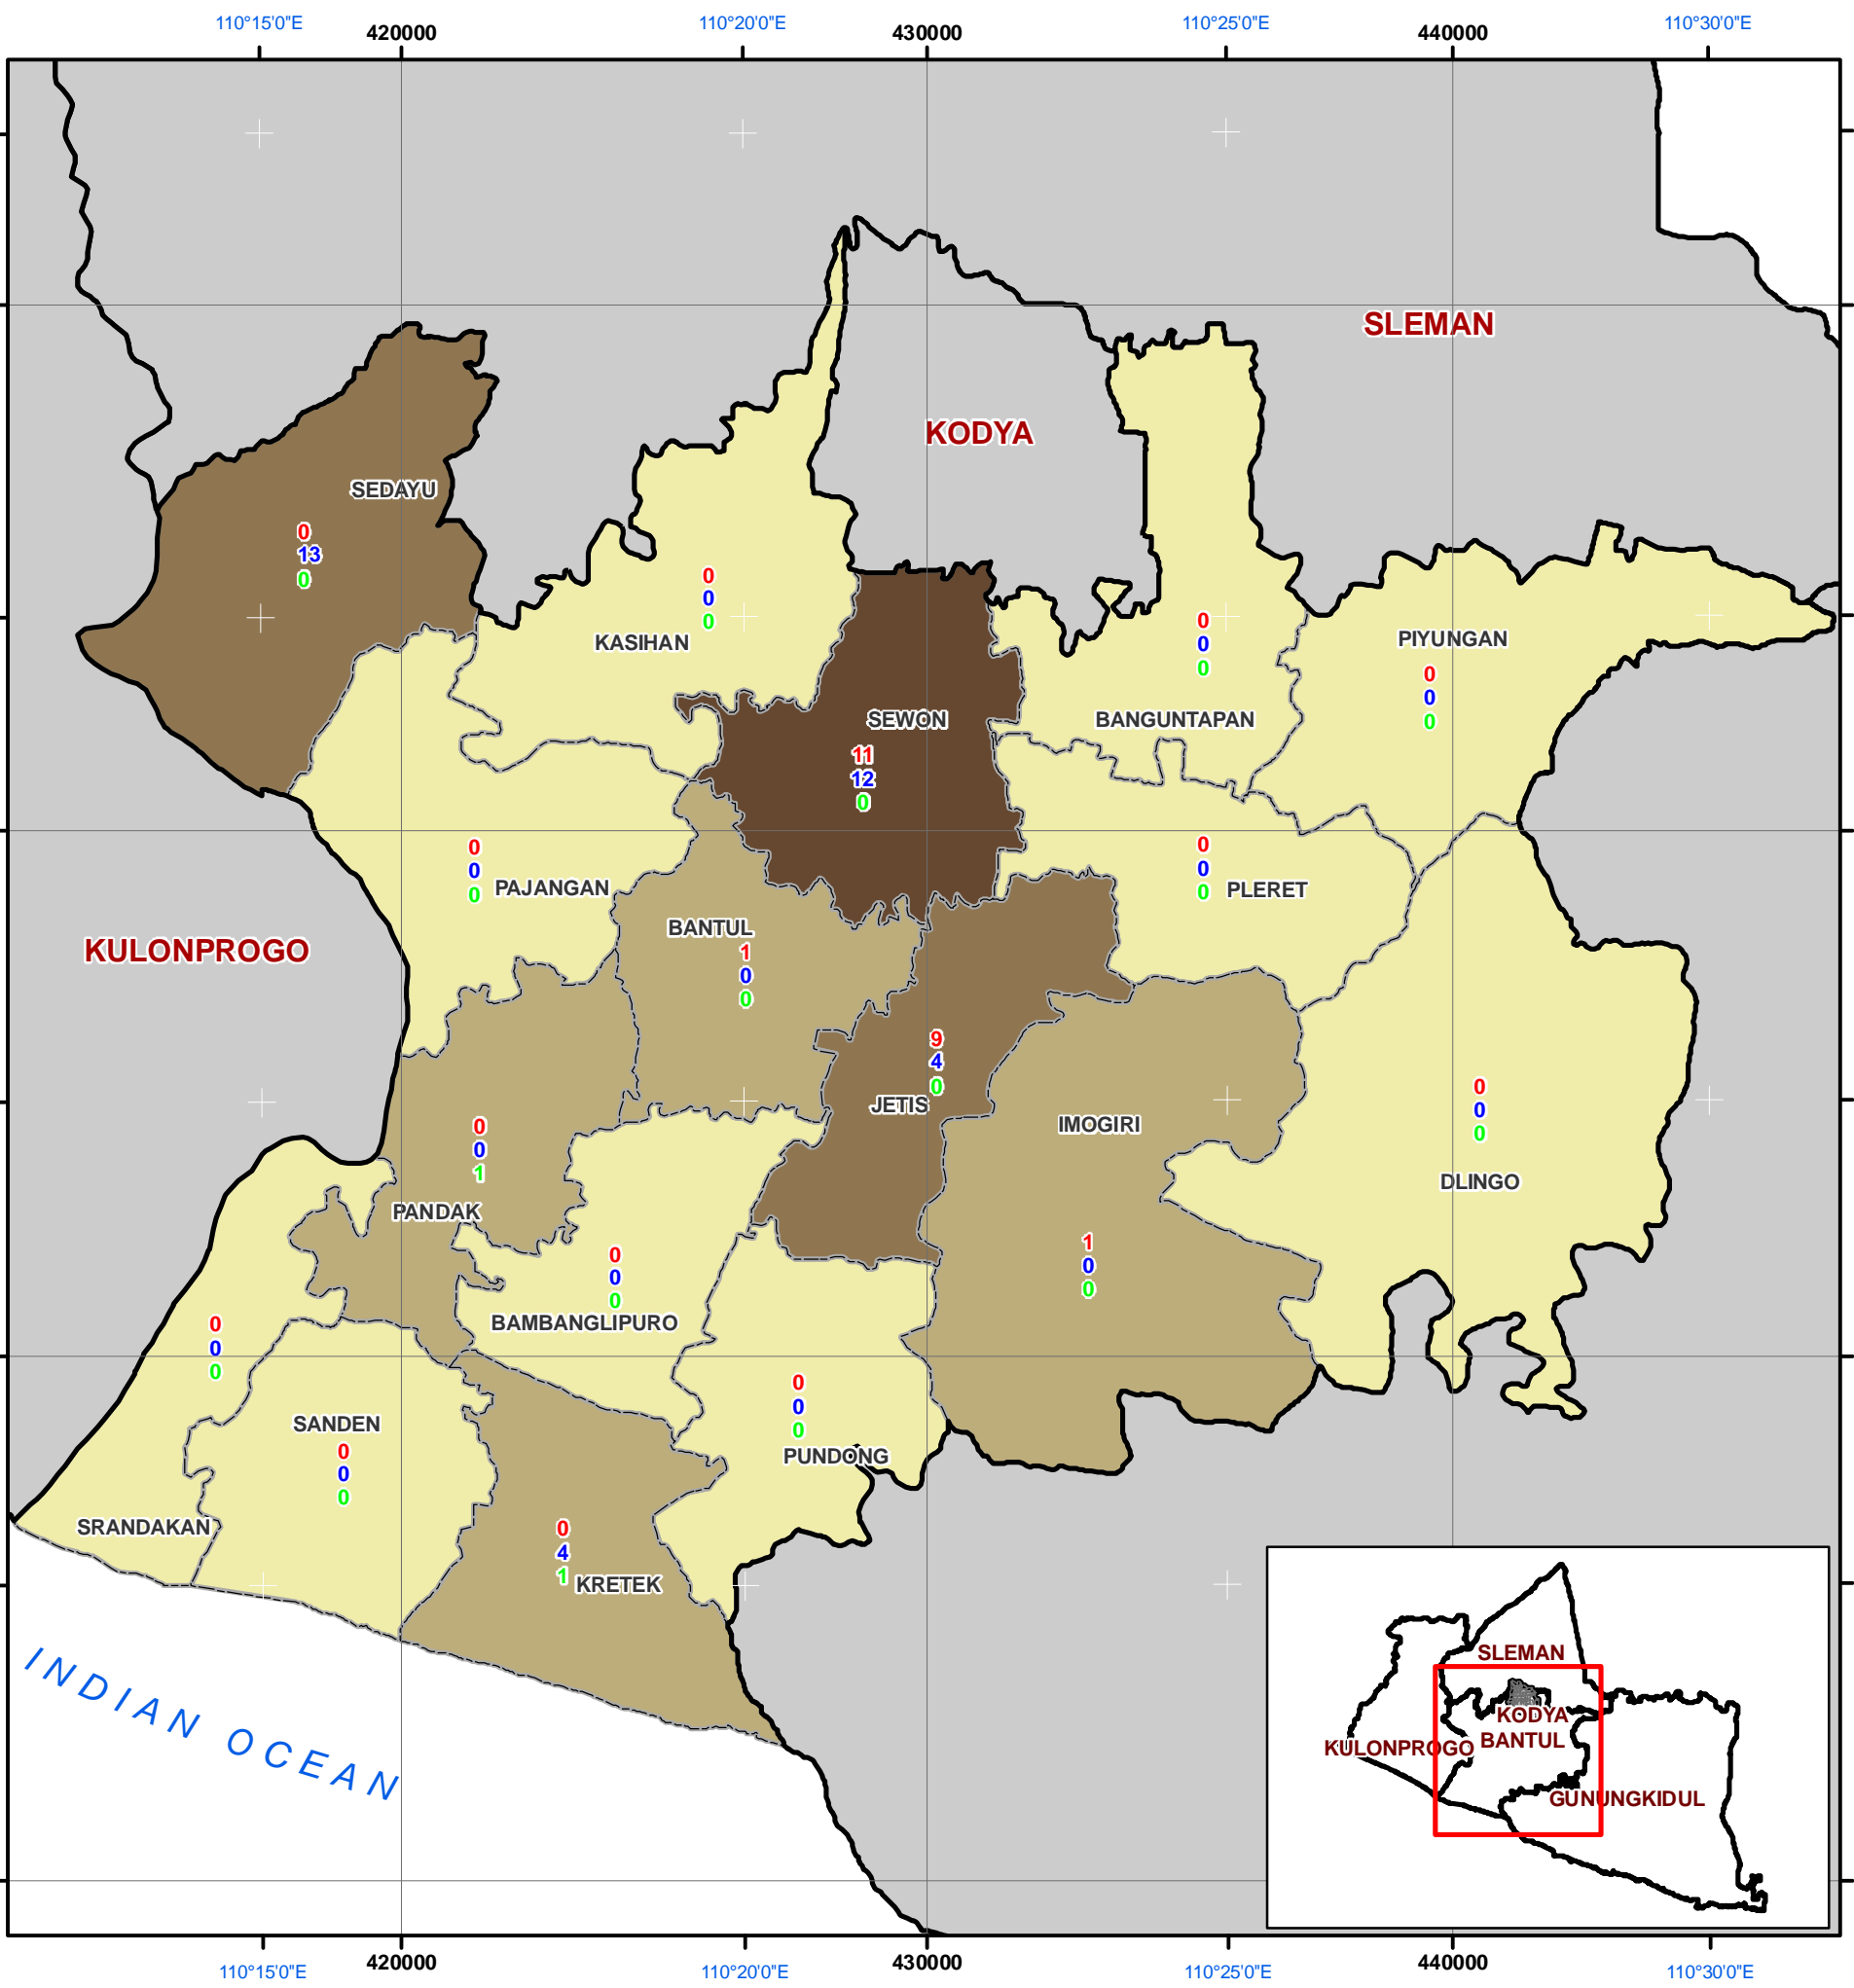 110°15'0"E
110°20'0"E
110°25'0"E
110°30'0"E
420000
430000
440000
SLEMAN
KODYA
SEDAYU
0
13
0
0
0
0
KASIHAN
0
0
0
PIYUNGAN
0
0
0
SEWON
BANGUNTAPAN
11
12
0
0
0
0
PAJANGAN
0
0
0
PLERET
BANTUL
1
0
0
KULONPROGO
9
4
0
JETIS
IMOGIRI
0
0
0
DLINGO
0
0
1
PANDAK
1
0
0
0
0
0
BAMBANGLIPURO
0
0
0
0
0
0
PUNDONG
SANDEN
0
0
0
SRANDAKAN
0
4
1
KRETEK
INDIAN OCEAN
SLEMAN
KODYA
BANTUL
KULONPROGO
GUNUNGKIDUL
420000
430000
440000
110°15'0"E
110°20'0"E
110°25'0"E
110°30'0"E